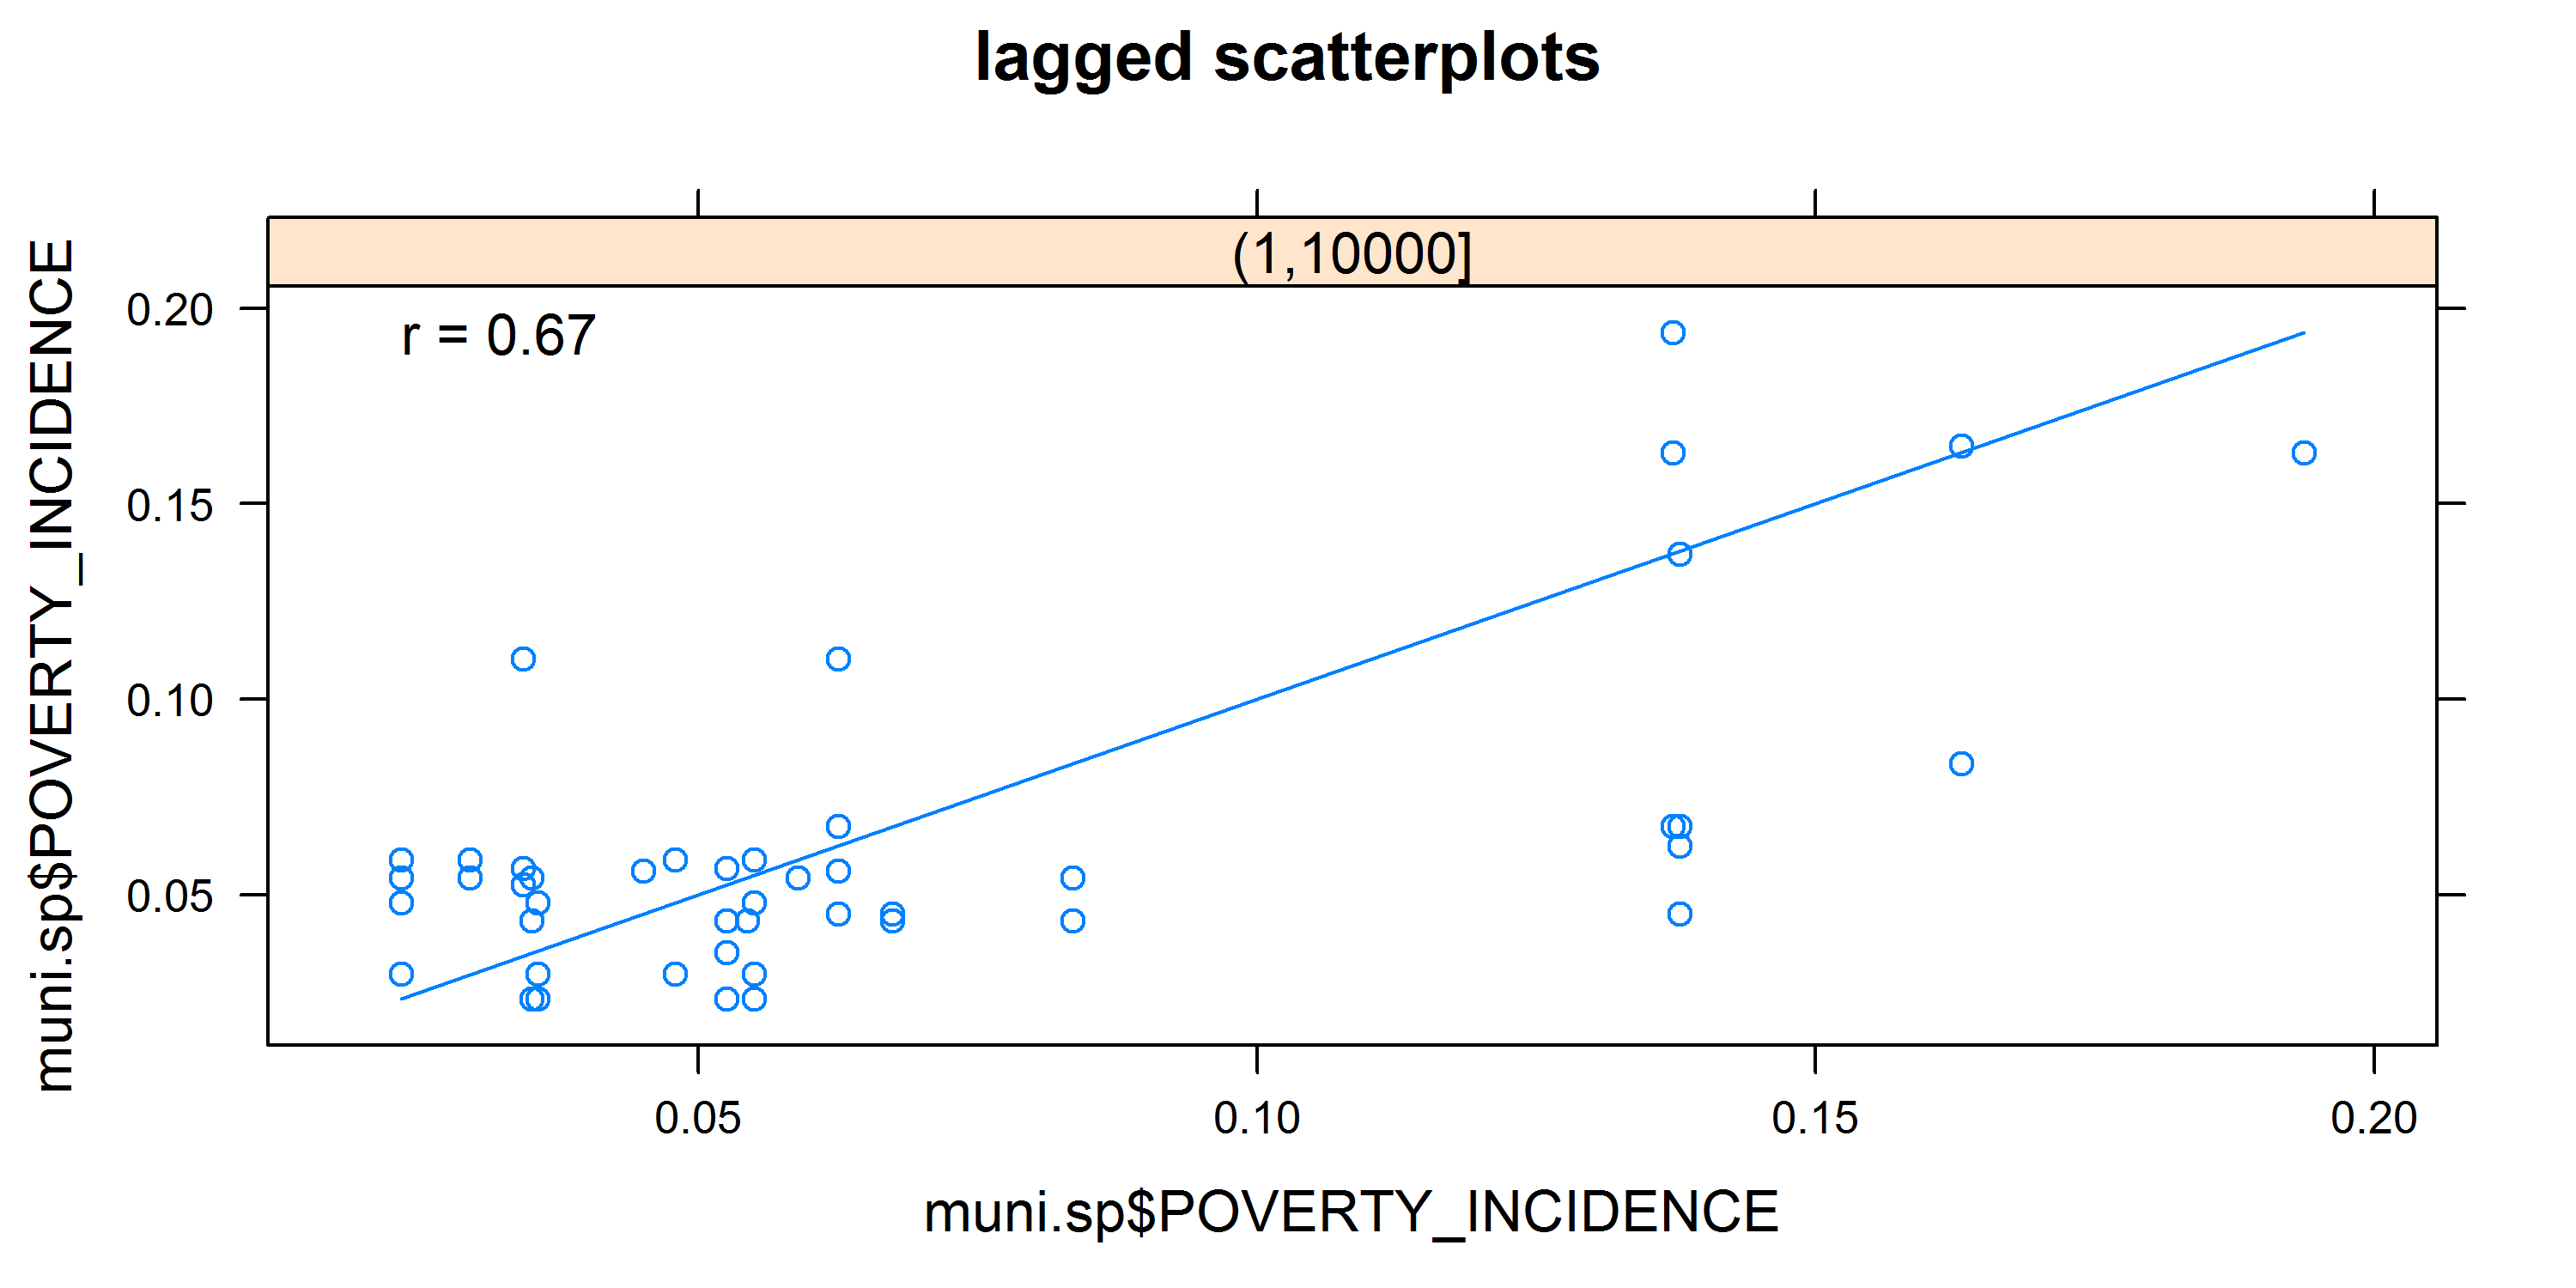 lagged scatterplots
(1,10000]
r = 0.67
muni.sp$POVERTY_INCIDENCE
0.20
0.15
0.10
0.05
0.05 0.10 0.15 0.20
muni.sp$POVERTY_INCIDENCE